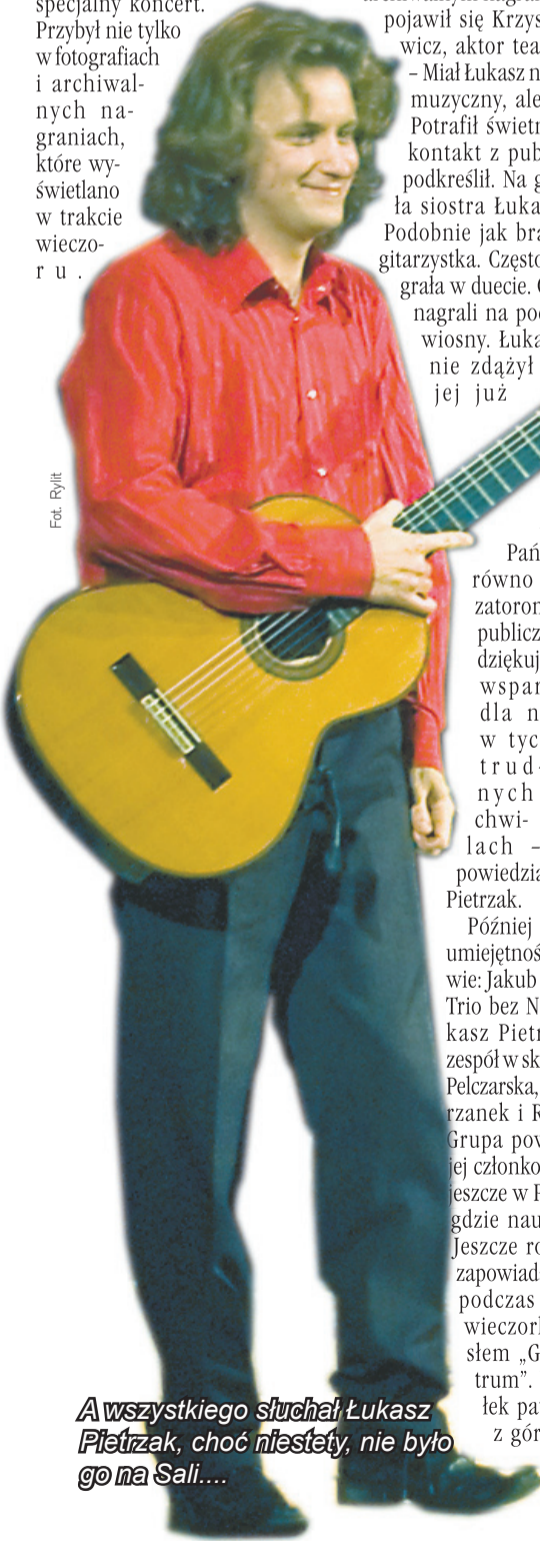 specjalny koncert.
Przybył nie tylko
w fotografiach
i archiwal-
nych na-
graniach,
które wy-
świetlano
w trakcie
wieczo-
ru.
Fot. Rylit
pojawił się Krzys
wicz, aktor tea
– Miał Łukasz n
muzyczny, ale
Potrafił świetn
kontakt z pub
podkreślił. Na g
ła siostra Łuka
Podobnie jak bra
gitarzystka. Często
grała w duecie.
nagrali na poc
wiosny. Łuka
nie zdążył
jej już
Pań
równo
zatoron
publicz
dziękuj
wspar
dla n
w tyc
trud-
nych
chwi-
lach –
powiedzia
Pietrzak.
Później
umiejętnoś
wie: Jakub
Trio bez N
kasz Pietr
zespół w sk
Pelczarska,
rzanek i R
Grupa pow
jej członko
jeszcze w P
gdzie nau
Jeszcze ro
zapowiada
podczas
wieczork
słem „G
trum”.
łek pa
z gór
A wszystkiego słuchał Łukasz
Pietrzak, choć niestety, nie było
go na Sali....